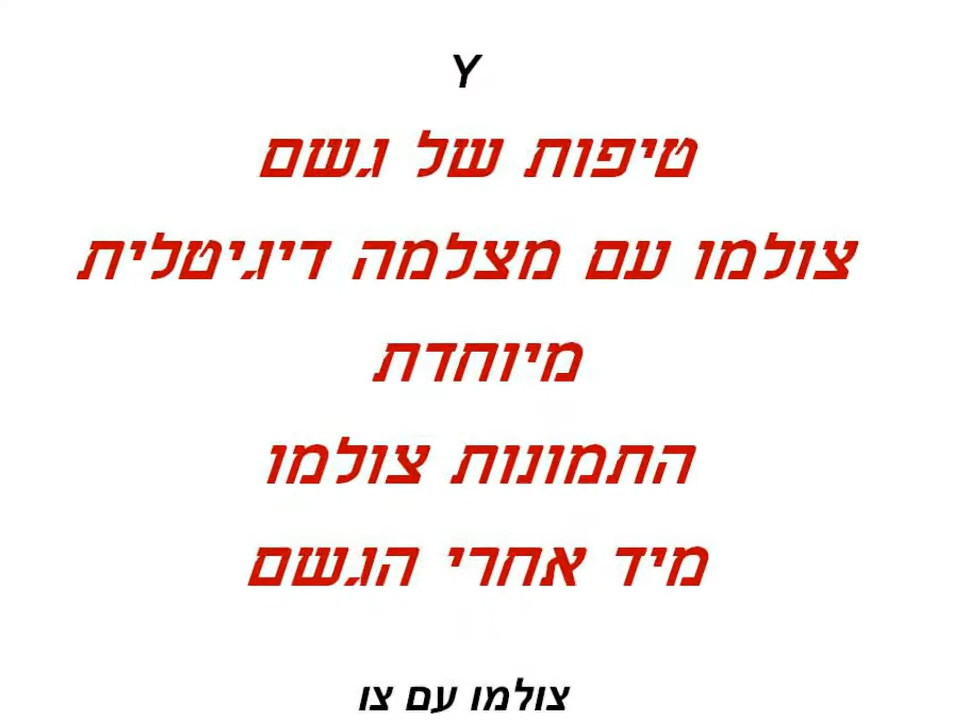 Y
טיפות של גשם
צולמו עם מצלמה דיגיטלית
מיוחדת
התמונות צולמו
מיד אחרי הגשם
צולמו עם צו